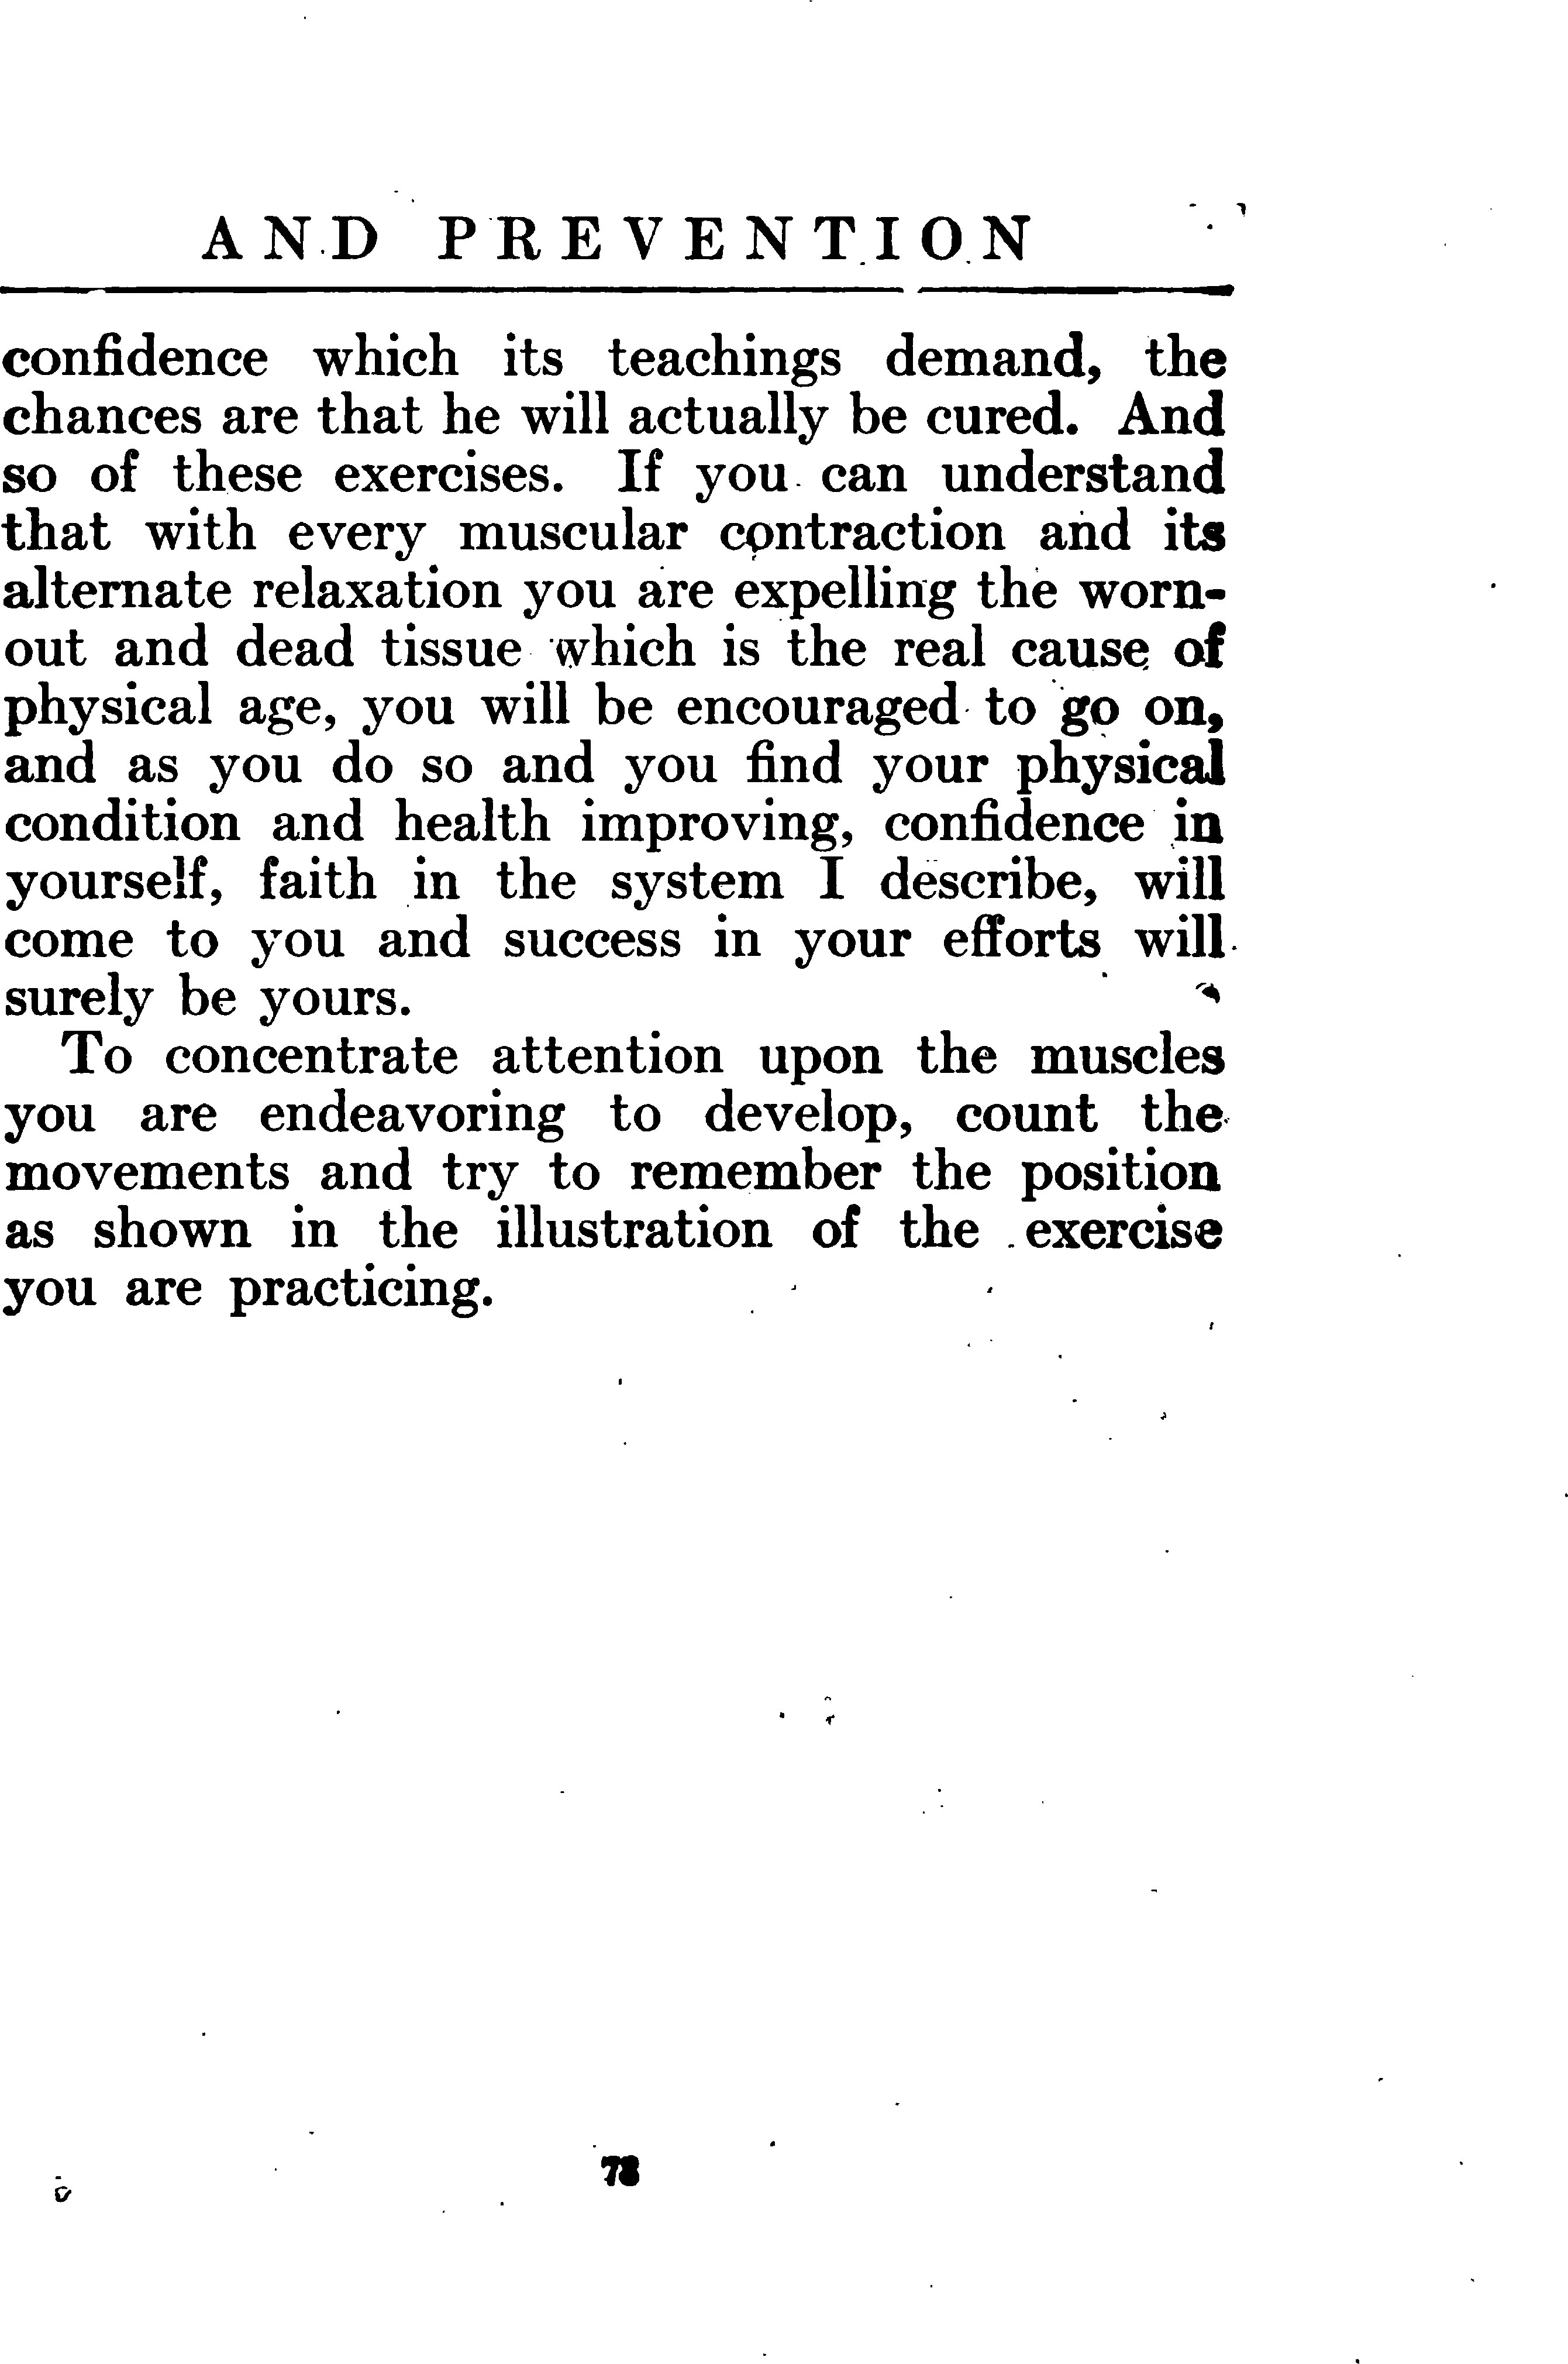 AND PREVENTION
confidence which its teachings demand, the
chances are that he will actually be cured. And
so of these exercises. If you can understand
that with every muscular contraction and its
alternate relaxation you are expelling the worn-
out and dead tissue which is the real cause of
physical age, you will be encouraged to go on,
and as you do so and you find your physical
condition and health improving, confidence in
yourself, faith in the system I describe, will
come to you and success in your efforts will
surely be yours.
To concentrate attention upon the muscles
you are endeavoring to develop, count the
movements and try to remember the position
as shown in the illustration of the exercise
you are practicing.